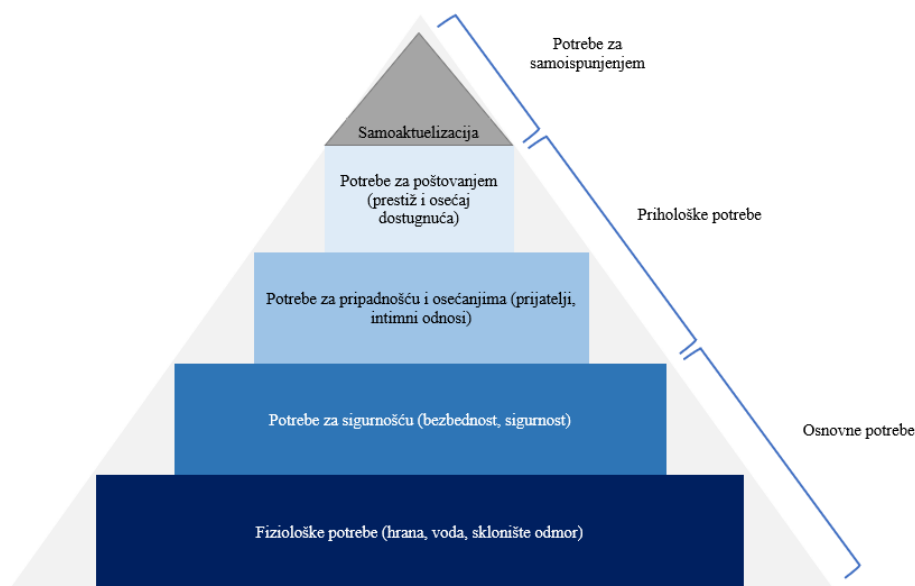 Potrebe za
samoispunjenjem
Samoaktuelizacija
Potrebe za poštovanjem
(prestiž i osećaj
dostugnuća)
Prihološke potrebe
Potrebe za pripadnošću i osećanjima (prijatelji,
intimni odnosi)
Potrebe za sigurnošću (bezbednost, sigurnost)
Osnovne potrebe
Fiziološke potrebe (hrana, voda, sklonište odmor)